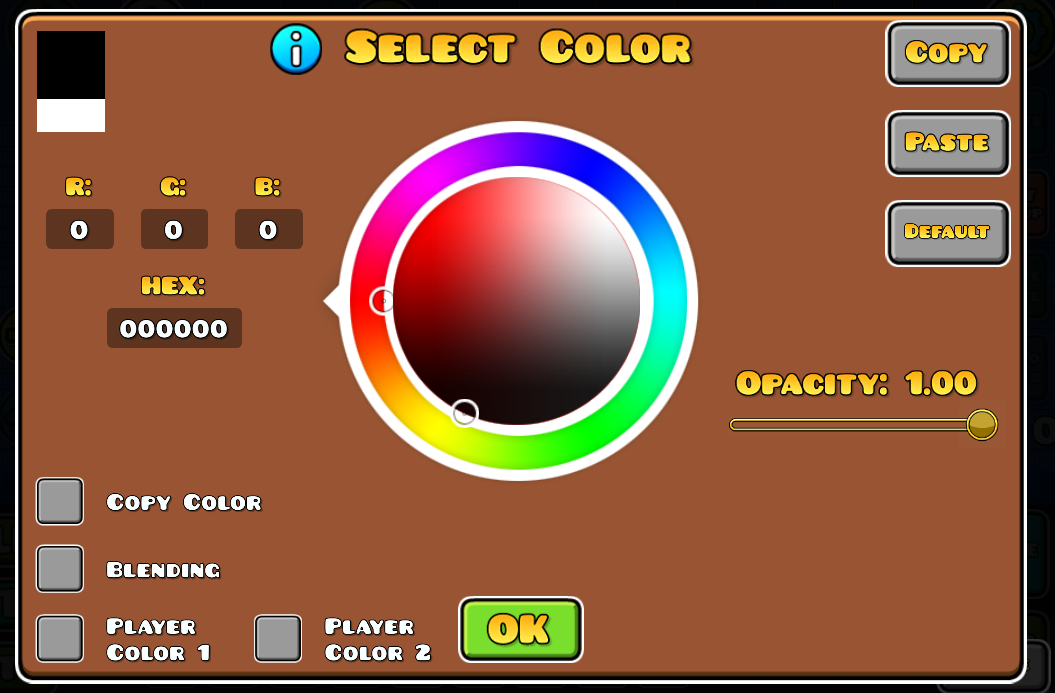 i SELECT COLOR
COPY
PASTE
DEFAULT
R: G: B:
0 0 0
HEX:
000000
OPACITY: 1.00
COPY COLOR
BLENDING
PLAYER
COLOR 1
PLAYER
COLOR 2
OK